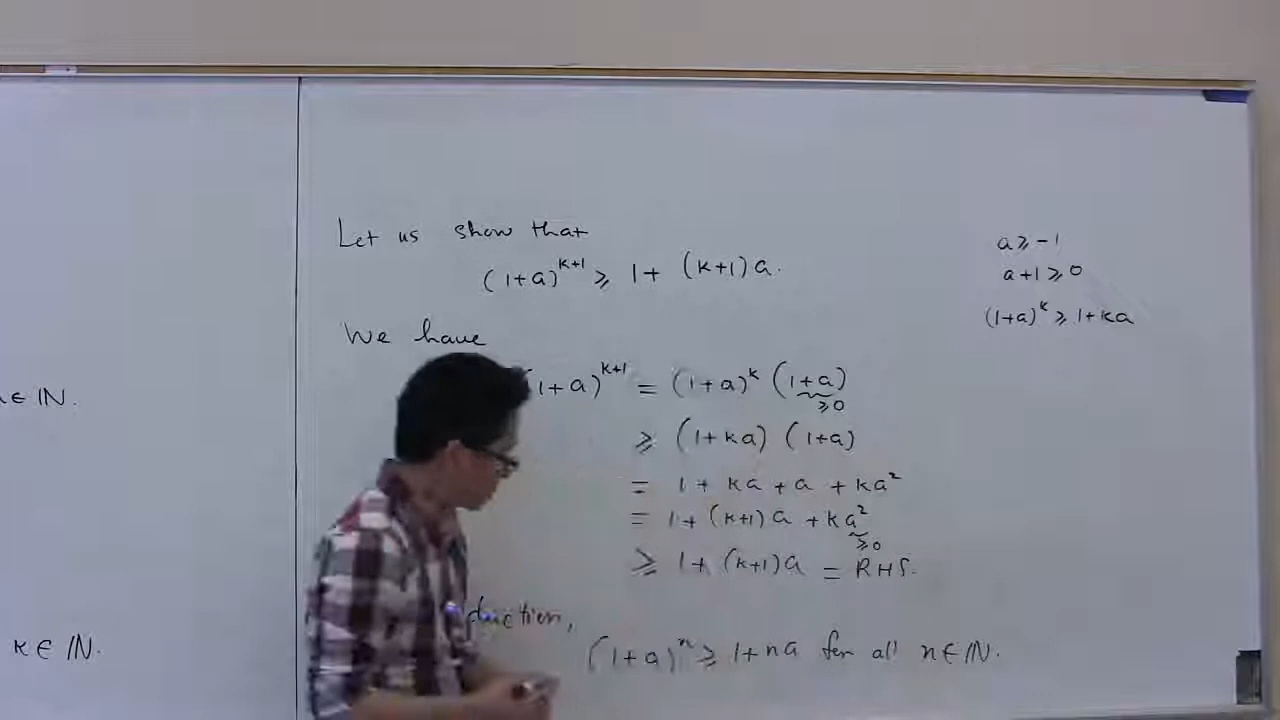 n ∈ IN.
k ∈ IN.
Let us show that
(1+a)^{k+1} ⩾ 1 + (k+1)a.
We have
(1+a)^{k+1} = (1+a)^k (1+a)
⩾0
⩾ (1+ka) (1+a)
= 1 + ka + a + ka²
= 1 + (k+1)a + ka²
⩾0
⩾ 1 + (k+1)a = RHS.
duction,
(1+a)^n ⩾ 1+na for all n ∈ IN.
a ⩾ -1
a+1 ⩾ 0
(1+a)^k ⩾ 1+ka